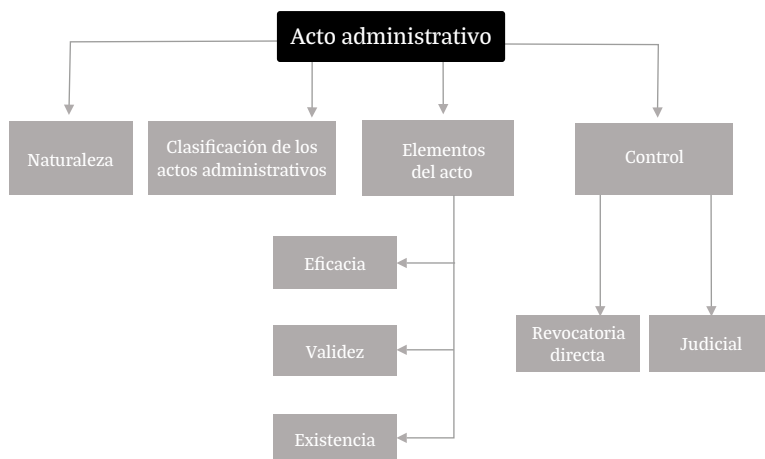 Acto administrativo
Naturaleza
Clasificación de los
actos administrativos
Elementos
del acto
Control
Eficacia
Validez
Existencia
Revocatoria
directa
Judicial